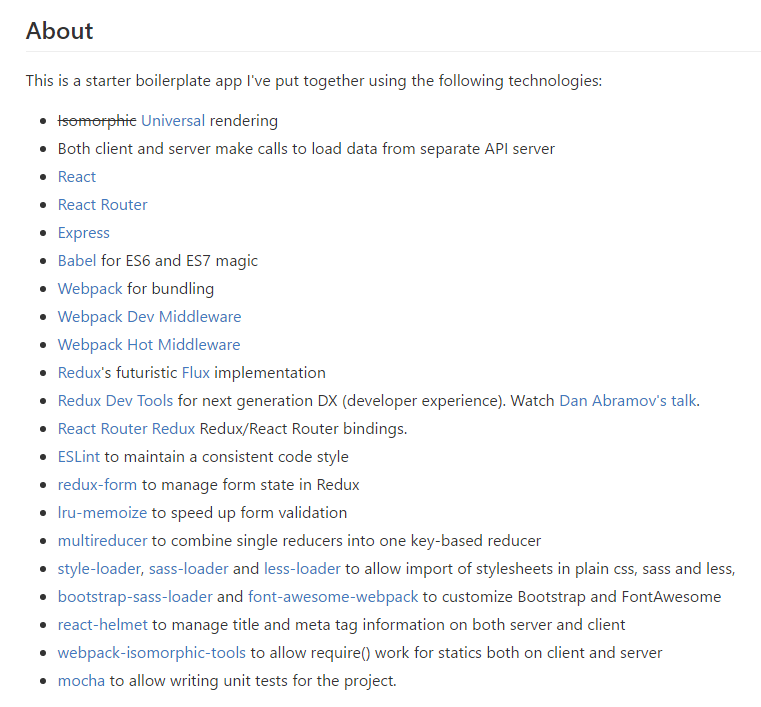 About
This is a starter boilerplate app I've put together using the following technologies:
Isomorphic Universal rendering
Both client and server make calls to load data from separate API server
React
React Router
Express
Babel for ES6 and ES7 magic
Webpack for bundling
Webpack Dev Middleware
Webpack Hot Middleware
Redux's futuristic Flux implementation
Redux Dev Tools for next generation DX (developer experience). Watch Dan Abramov's talk.
React Router Redux Redux/React Router bindings.
ESLint to maintain a consistent code style
redux-form to manage form state in Redux
lru-memoize to speed up form validation
multireducer to combine single reducers into one key-based reducer
style-loader, sass-loader and less-loader to allow import of stylesheets in plain css, sass and less,
bootstrap-sass-loader and font-awesome-webpack to customize Bootstrap and FontAwesome
react-helmet to manage title and meta tag information on both server and client
webpack-isomorphic-tools to allow require() work for statics both on client and server
mocha to allow writing unit tests for the project.